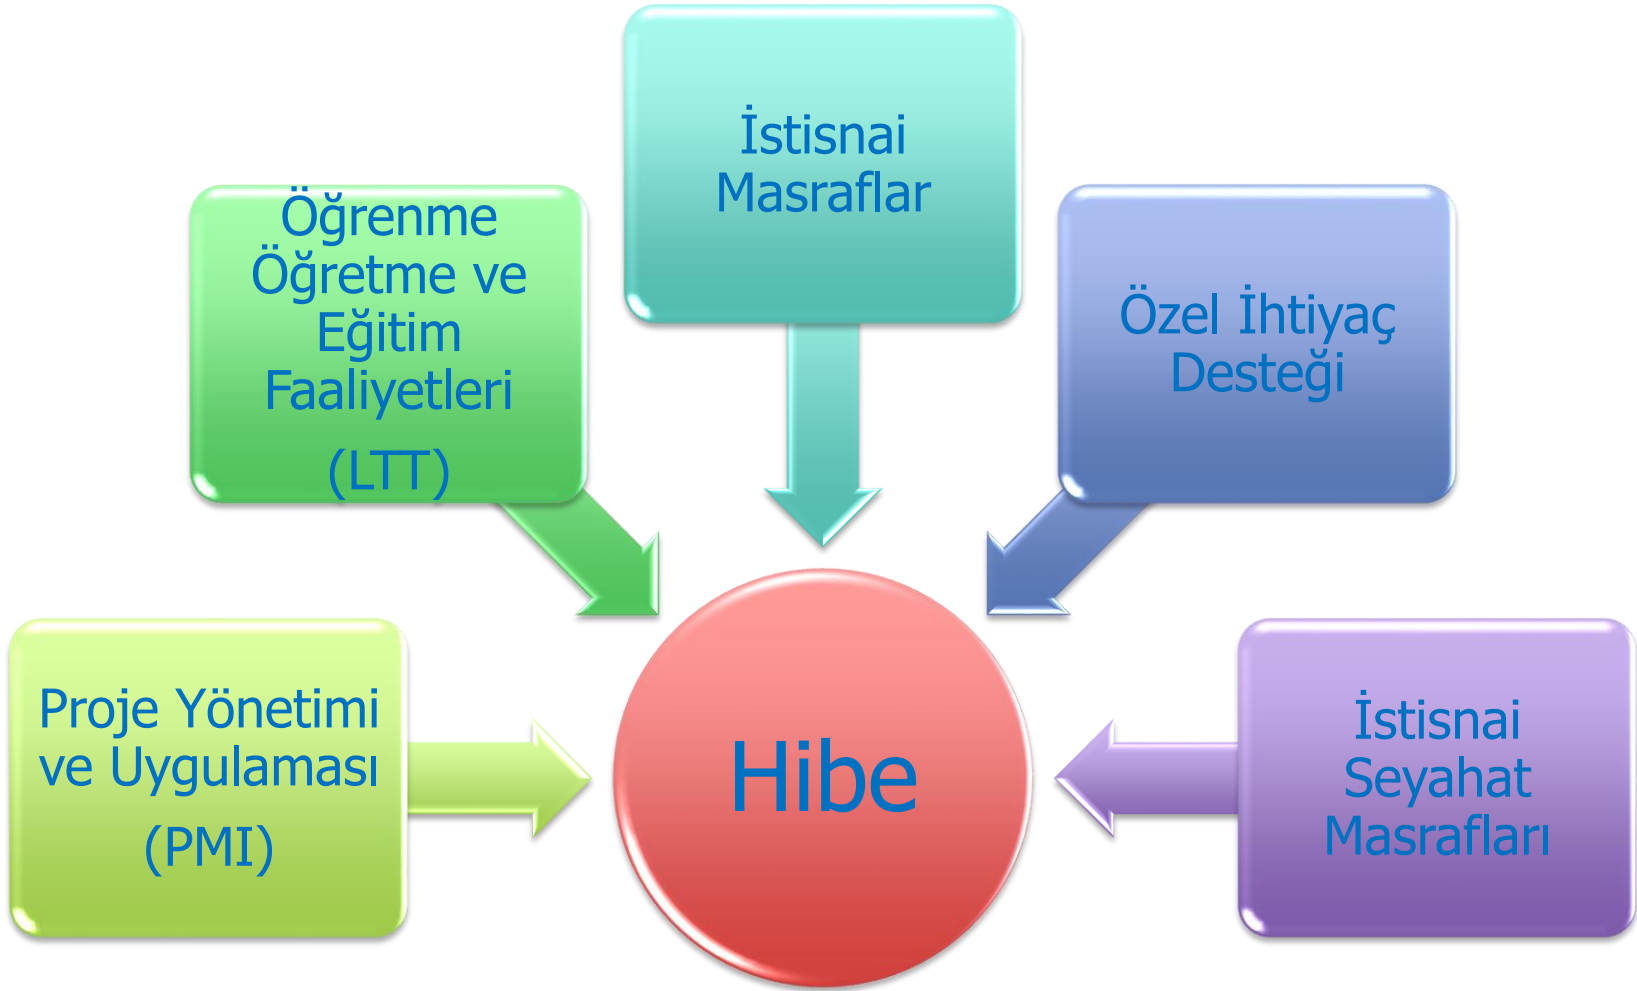 İstisnai
Masraflar
Öğrenme
Öğretme ve
Eğitim
Faaliyetleri
(LTT)
Özel İhtiyaç
Desteği
Proje Yönetimi
ve Uygulaması
(PMI)
Hibe
İstisnai
Seyahat
Masrafları